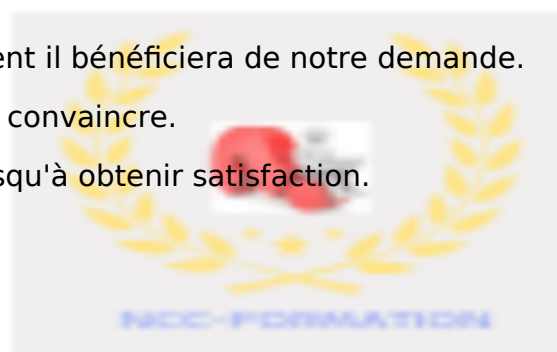 ent il bénéficiera de notre demande.
convaincre.
squ'à obtenir satisfaction.
NCC-FORMATION